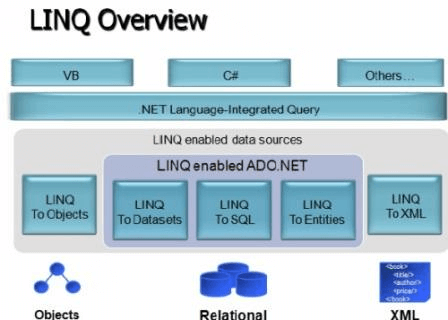 LINQ Overview
VB
C#
Others...
.NET Language-Integrated Query
LINQ enabled data sources
LINQ enabled ADO.NET
LINQ
To Objects
LINQ
To Datasets
LINQ
To SQL
LINQ
To Entities
LINQ
To XML
<book>
<title/>
<author/>
<price/>
</book>
Objects
Relational
XML